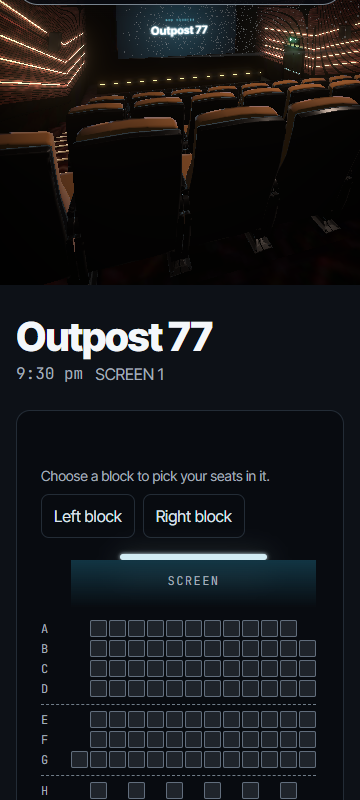 Outpost 77
Outpost 77
9:30 pm SCREEN 1
Choose a block to pick your seats in it.
Left block Right block
SCREEN
A
B
C
D
E
F
G
H